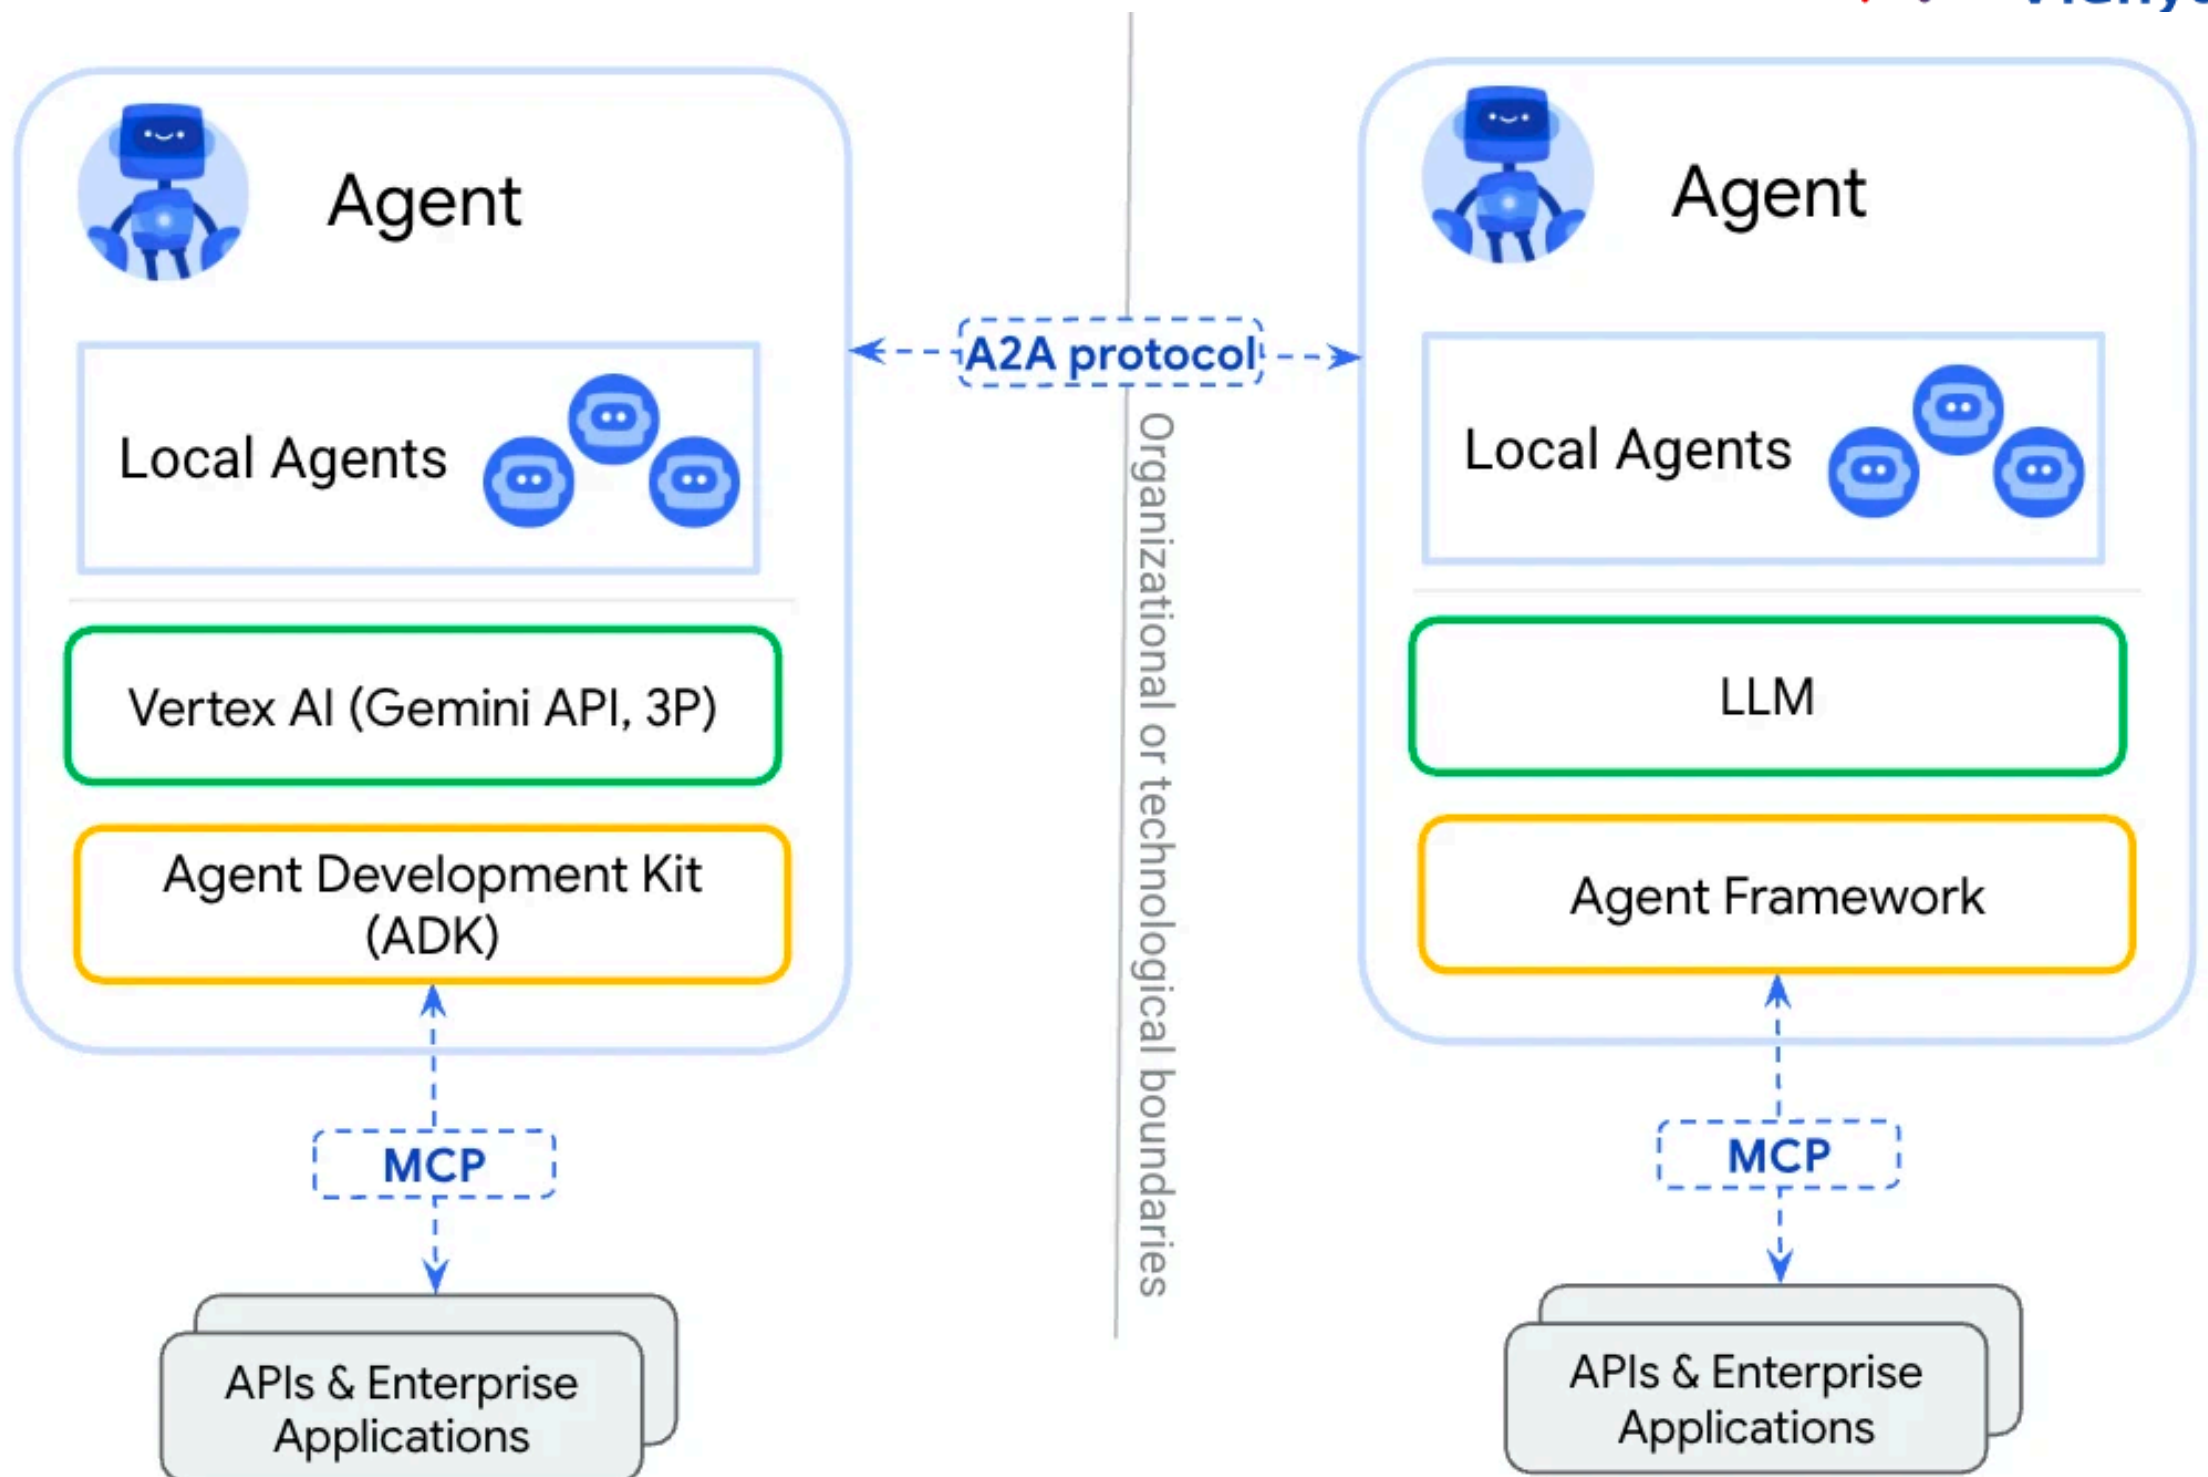 Agent
Local Agents
Vertex AI (Gemini API, 3P)
Agent Development Kit
(ADK)
MCP
APIs & Enterprise
Applications
A2A protocol
Organizational or technological boundaries
Agent
Local Agents
LLM
Agent Framework
MCP
APIs & Enterprise
Applications